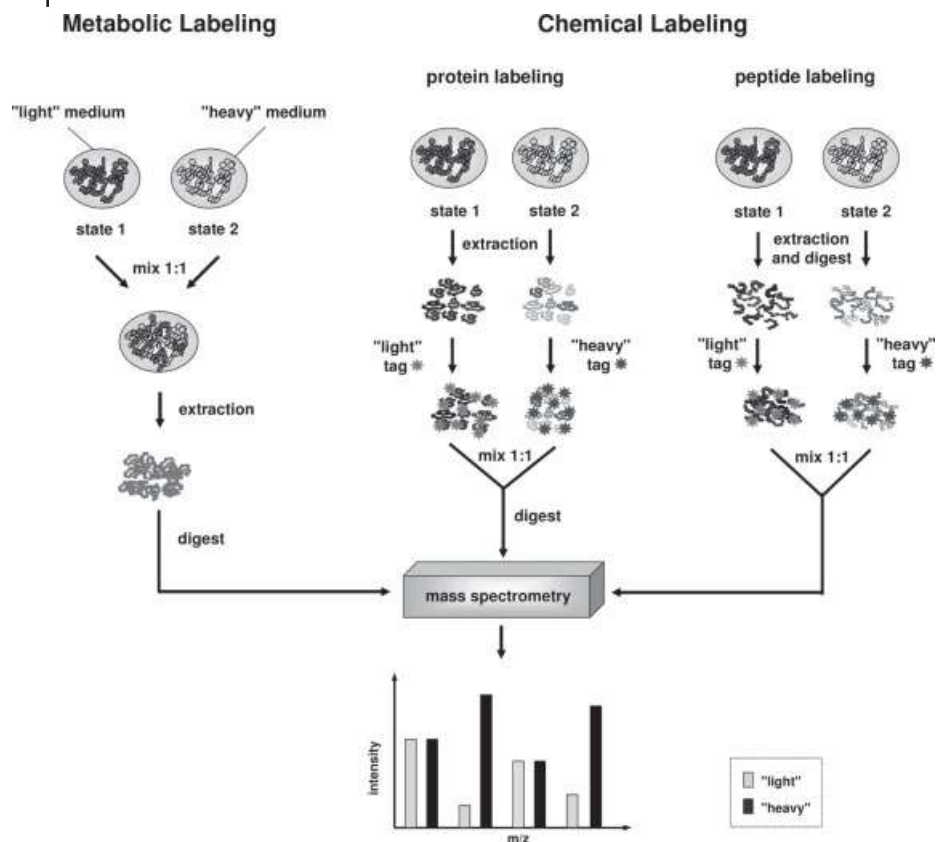 Metabolic Labeling
"light" medium
"heavy" medium
state 1
state 2
mix 1:1
extraction
digest
Chemical Labeling
protein labeling
state 1
state 2
extraction
"light"
tag
"heavy"
tag
mix 1:1
digest
peptide labeling
state 1
state 2
extraction
and digest
"light"
tag
"heavy"
tag
mix 1:1
mass spectrometry
intensity
m/z
"light"
"heavy"